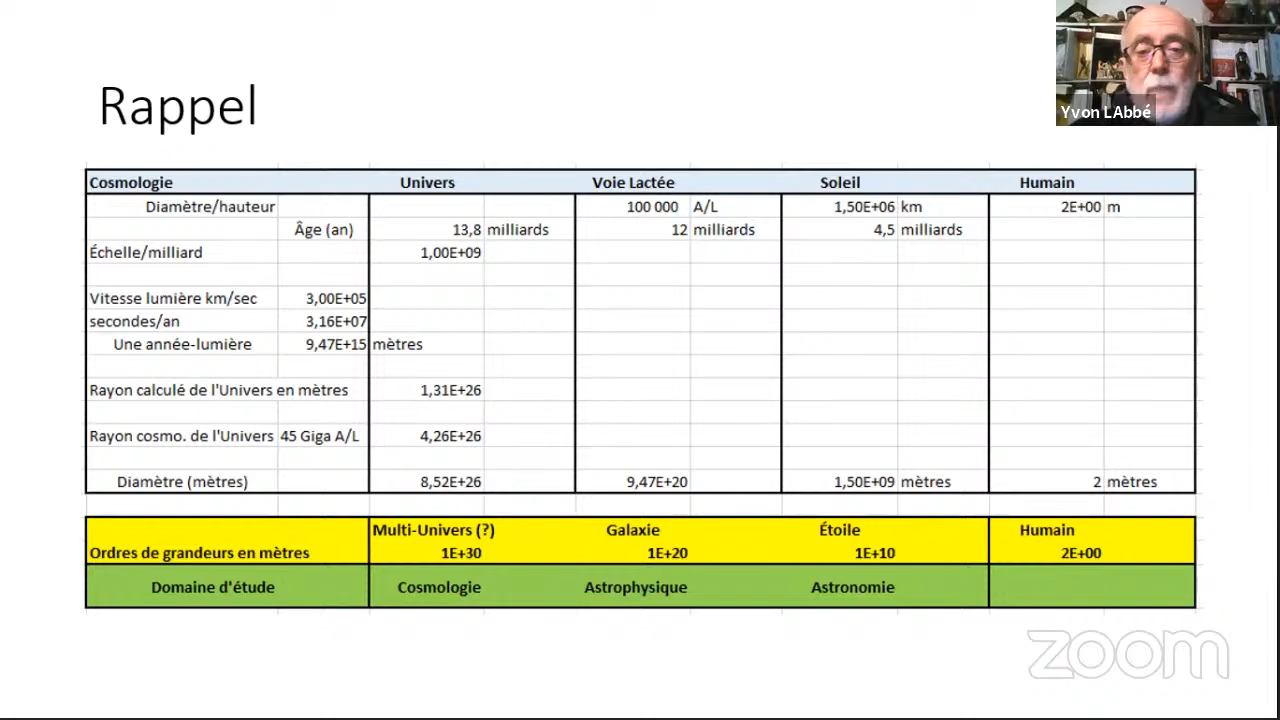 Rappel
Yvon LAbbé
Cosmologie Univers Voie Lactée Soleil Humain
Diamètre/hauteur 100 000 A/L 1,50E+06 km 2E+00 m
Âge (an) 13,8 milliards 12 milliards 4,5 milliards
Échelle/milliard 1,00E+09
Vitesse lumière km/sec 3,00E+05
secondes/an 3,16E+07
Une année-lumière 9,47E+15 mètres
Rayon calculé de l'Univers en mètres 1,31E+26
Rayon cosmo. de l'Univers 45 Giga A/L 4,26E+26
Diamètre (mètres) 8,52E+26 9,47E+20 1,50E+09 mètres 2 mètres
Multi-Univers (?) Galaxie Étoile Humain
Ordres de grandeurs en mètres 1E+30 1E+20 1E+10 2E+00
Domaine d'étude Cosmologie Astrophysique Astronomie
zoom